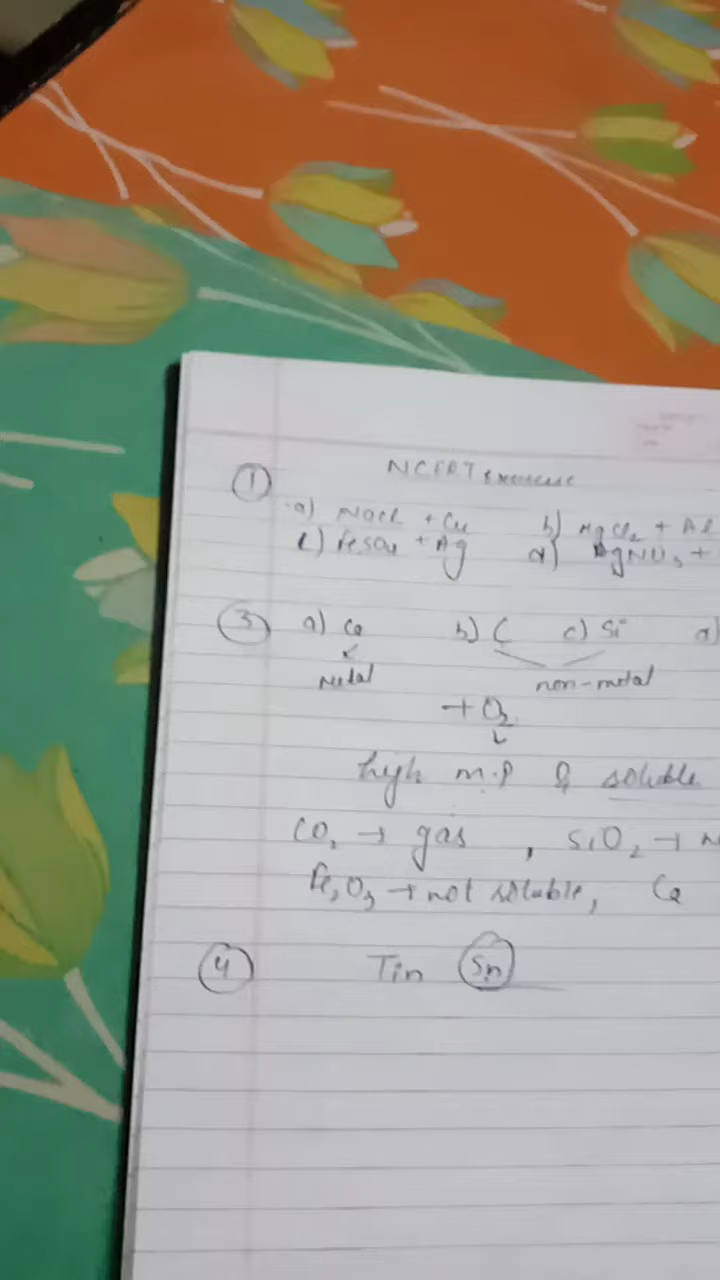 NCERT Exercise
① a) NaCl + Cu b) MgCl₂ + Al
c) FeSO₄ + Ag d) AgNO₃ +
③ a) Ca b) C c) Si d)
Metal non-metal
+ O₂
high m.p & soluble
CO₂ → gas , SiO₂ →
Fe₂O₃ → not soluble, Ca
④ Tin Sn